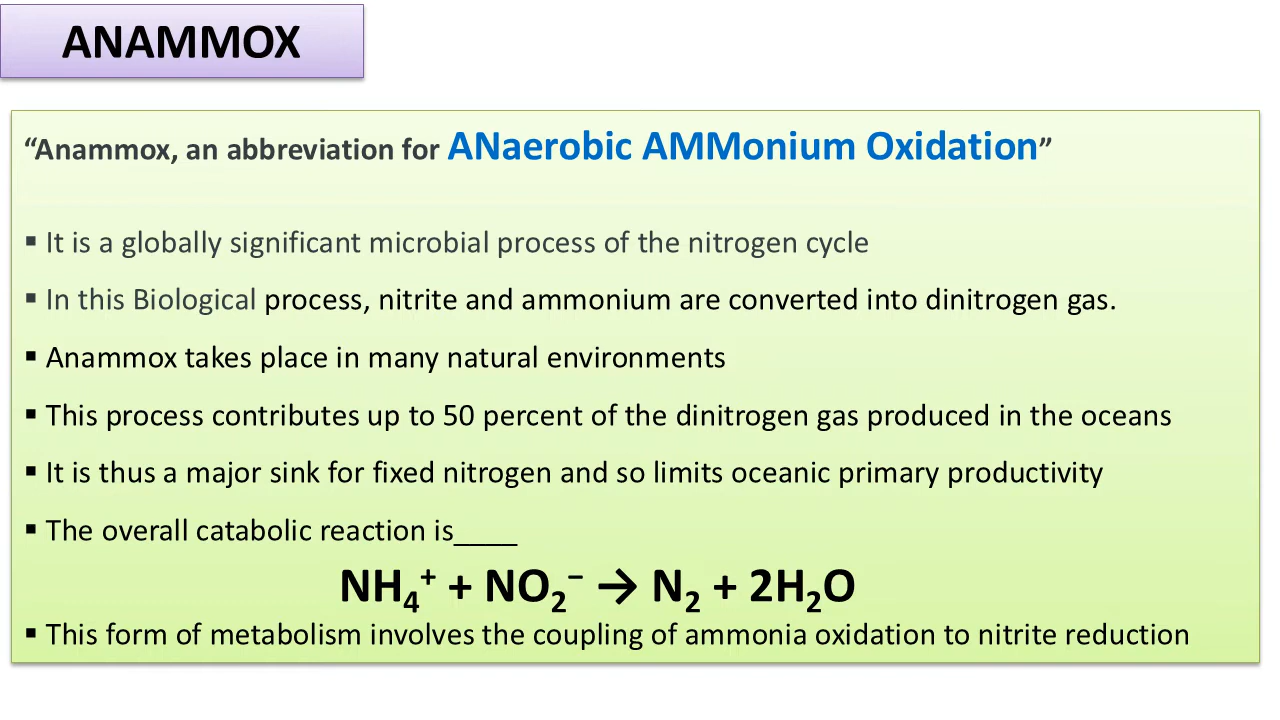 ANAMMOX
“Anammox, an abbreviation for ANaerobic AMMonium Oxidation”
▪ It is a globally significant microbial process of the nitrogen cycle
▪ In this Biological process, nitrite and ammonium are converted into dinitrogen gas.
▪ Anammox takes place in many natural environments
▪ This process contributes up to 50 percent of the dinitrogen gas produced in the oceans
▪ It is thus a major sink for fixed nitrogen and so limits oceanic primary productivity
▪ The overall catabolic reaction is____
NH₄⁺ + NO₂⁻ → N₂ + 2H₂O
▪ This form of metabolism involves the coupling of ammonia oxidation to nitrite reduction